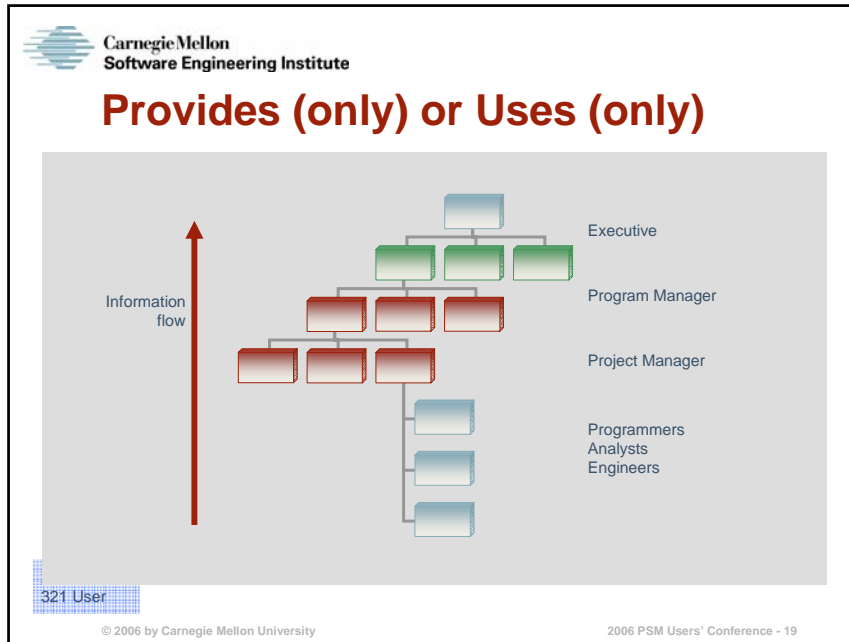 Carnegie Mellon
Software Engineering Institute
Provides (only) or Uses (only)
Information
flow
Executive
Program Manager
Project Manager
Programmers
Analysts
Engineers
321 User
© 2006 by Carnegie Mellon University
2006 PSM Users' Conference - 19